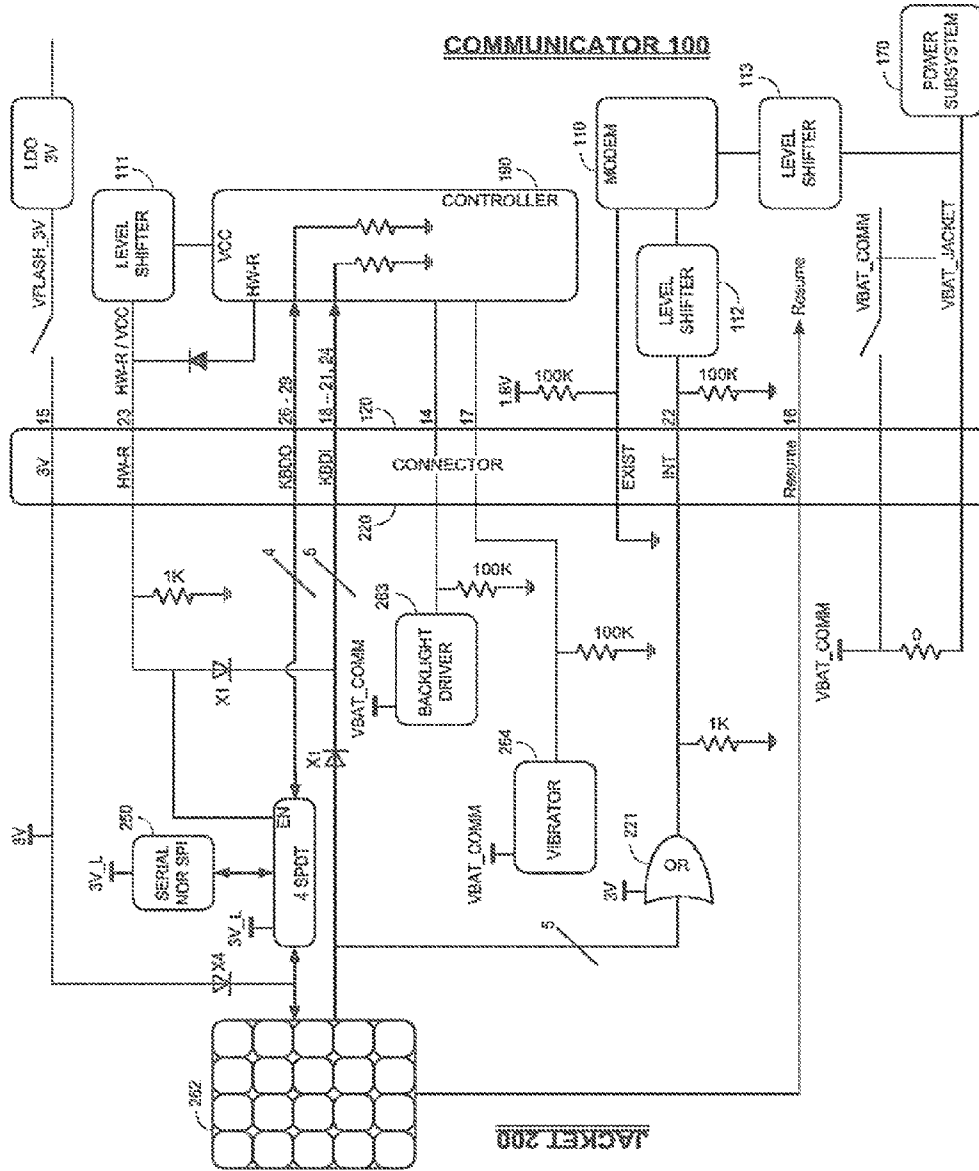 COMMUNICATOR 100
LDO
3V
VFLASH_3V
15
3V
3V
LEVEL
SHIFTER
111
HW-R / VCC
23
HW-R
1K
X1
VCC
HW-R
CONTROLLER
190
26 - 29
KBDO
4
18 -- 21, 24
KBDI
5
120
220
CONNECTOR
14
17
EN
4 SPDT
3V_L
SERIAL
NOR SPI
250
3V_L
X4
X1
262
VBAT_COMM
BACKLIGHT
DRIVER
263
100K
VBAT_COMM
VIBRATOR
264
100K
MODEM
110
LEVEL
SHIFTER
113
LEVEL
SHIFTER
112
1.8V
100K
EXIST
INT
22
100K
OR
221
3V
5
1K
Resume
16
Resume
VBAT_COMM
VBAT_JACKET
VBAT_COMM
0
POWER
SUBSYSTEM
170
JACKET 200